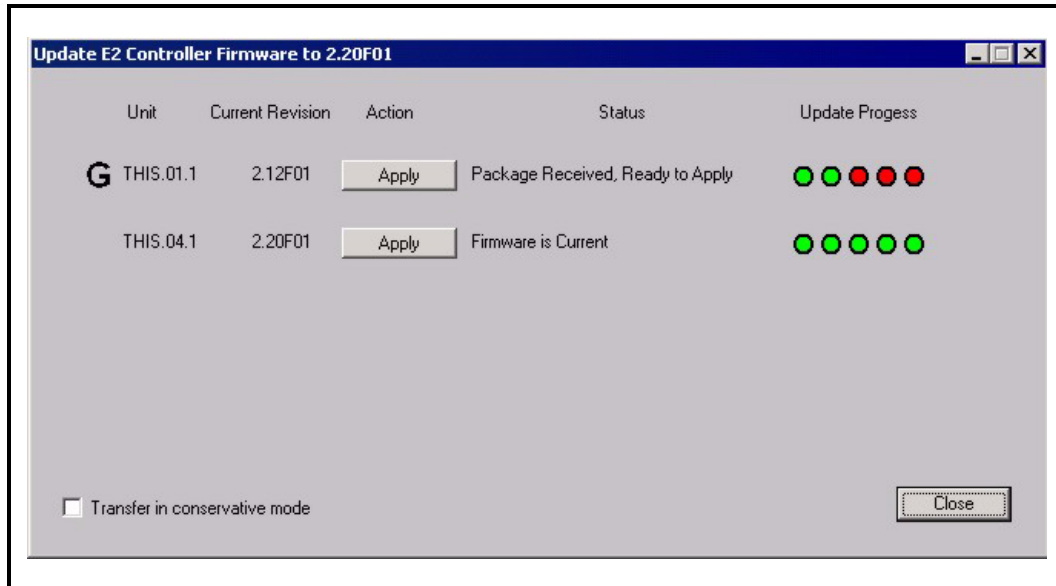 Update E2 Controller Firmware to 2.20F01
Unit Current Revision Action Status Update Progess
G THIS.01.1 2.12F01 Apply Package Received, Ready to Apply
THIS.04.1 2.20F01 Apply Firmware is Current
Transfer in conservative mode Close